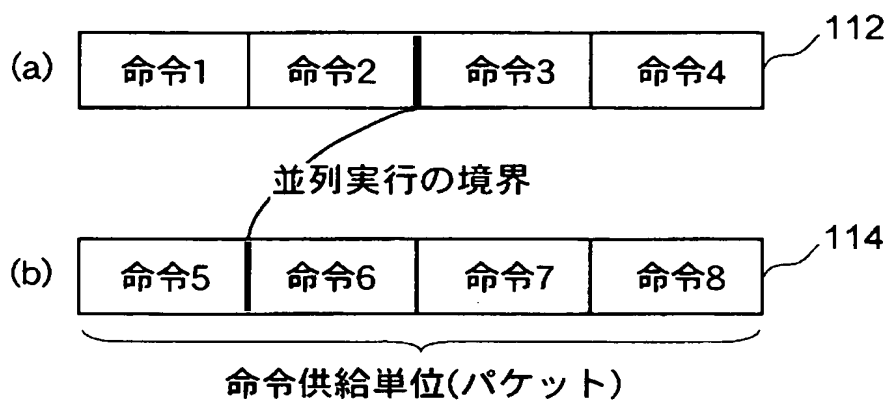 112
(a) 命令1 命令2 命令3 命令4
並列実行の境界
114
(b) 命令5 命令6 命令7 命令8
命令供給単位(パケット)